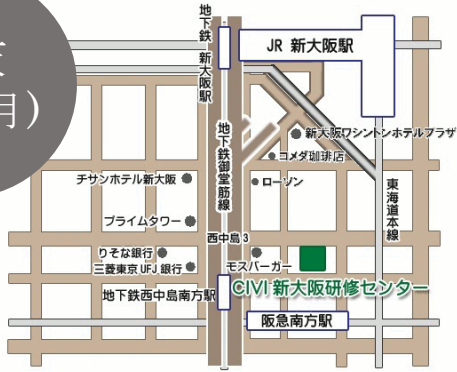 地下鉄 新大阪駅
JR 新大阪駅
月）
新大阪ワシントンホテルプラザ
コメダ珈琲店
地下鉄御堂筋線
チサンホテル新大阪
ローソン
東海道本線
プライムタワー
西中島3
りそな銀行
三菱東京UFJ銀行
モスバーガー
CIVI新大阪研修センター
地下鉄西中島南方駅
阪急南方駅